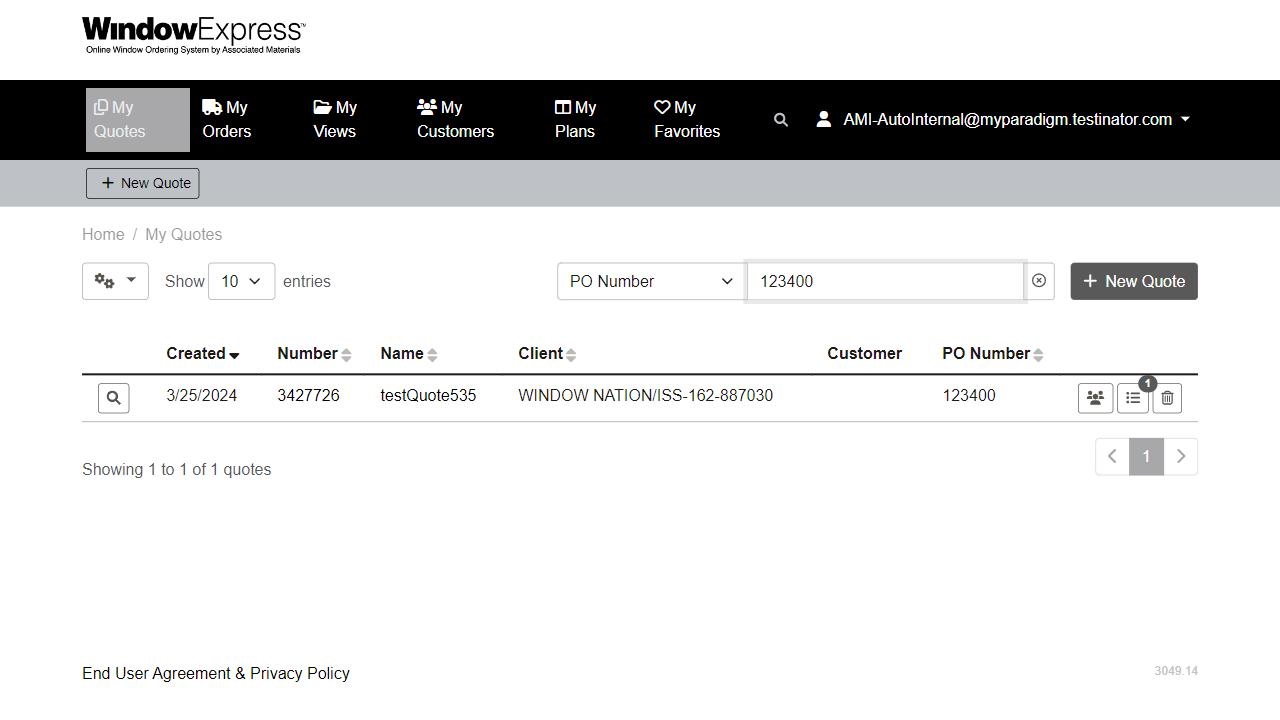 WindowExpress™
Online Window Ordering System by Associated Materials
My Quotes
My Orders
My Views
My Customers
My Plans
My Favorites
AMI-AutoInternal@myparadigm.testinator.com
New Quote
Home / My Quotes
Show 10 entries
PO Number
123400
New Quote
Created Number Name Client Customer PO Number
3/25/2024 3427726 testQuote535 WINDOW NATION/ISS-162-887030 123400 1
Showing 1 to 1 of 1 quotes
1
End User Agreement & Privacy Policy
3049.14